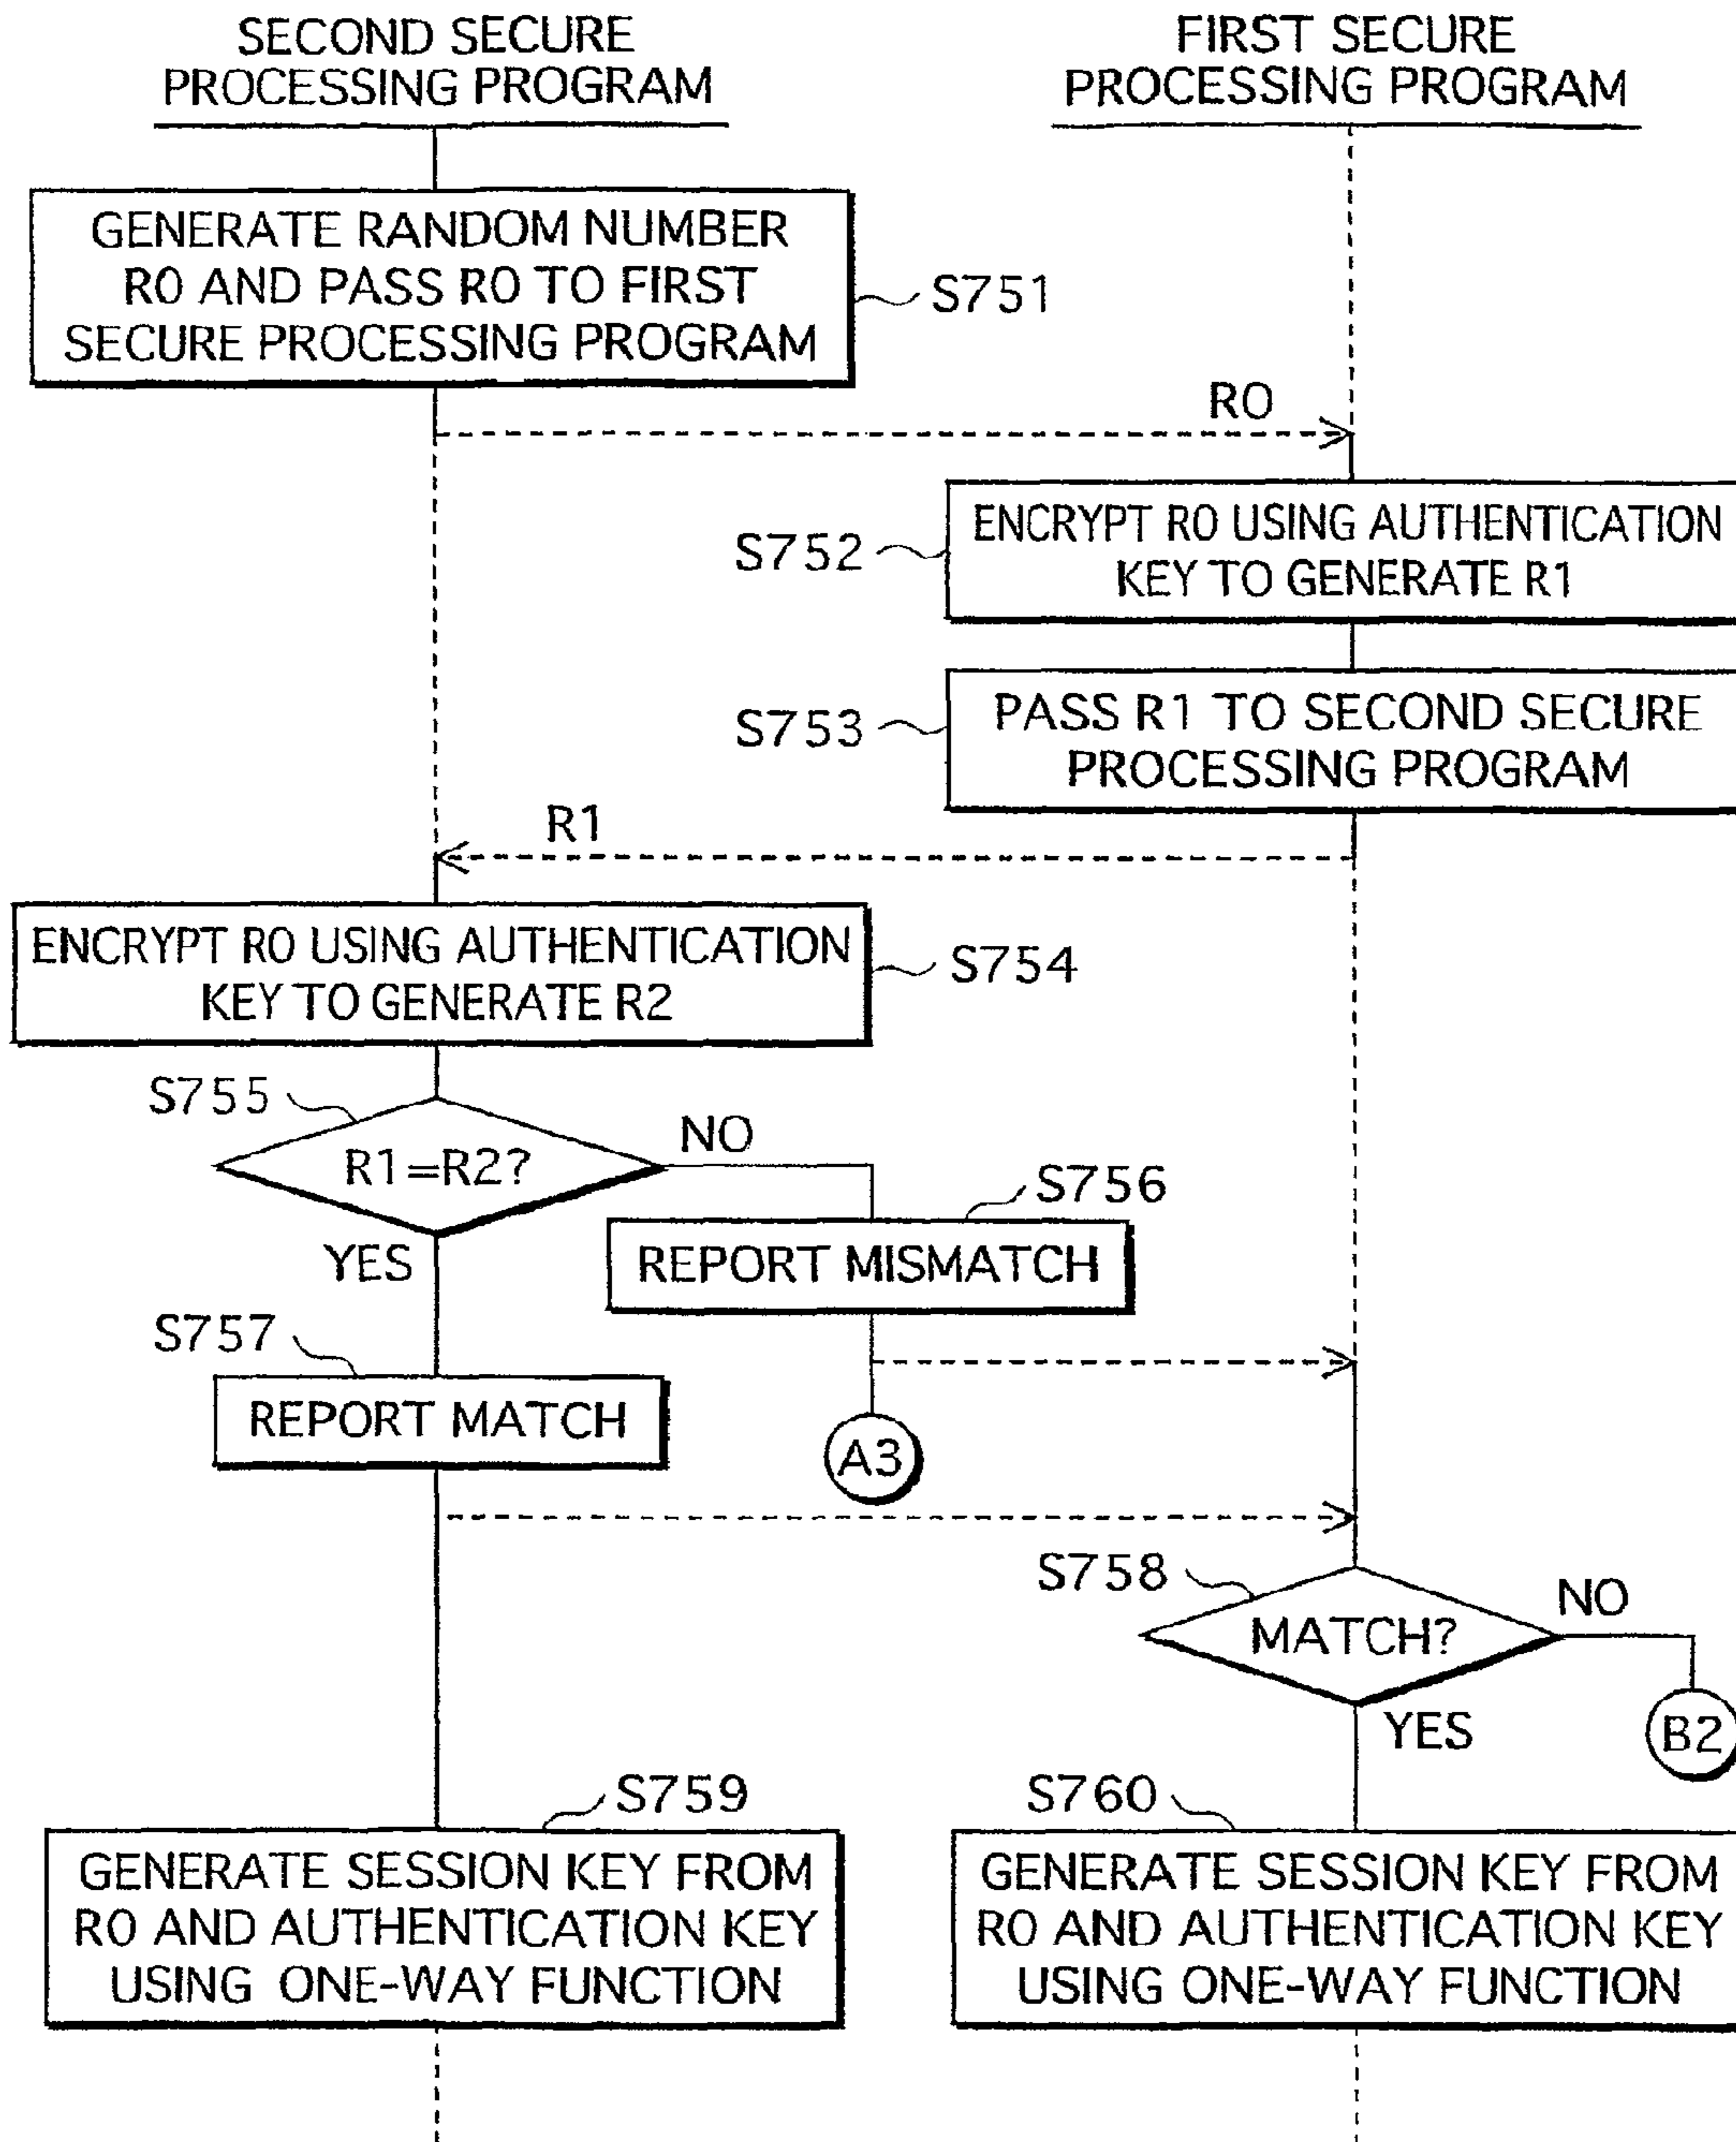 SECOND SECURE
PROCESSING PROGRAM
FIRST SECURE
PROCESSING PROGRAM
GENERATE RANDOM NUMBER
R0 AND PASS R0 TO FIRST
SECURE PROCESSING PROGRAM
S751
R0
S752
ENCRYPT R0 USING AUTHENTICATION
KEY TO GENERATE R1
S753
PASS R1 TO SECOND SECURE
PROCESSING PROGRAM
R1
ENCRYPT R0 USING AUTHENTICATION
KEY TO GENERATE R2
S754
S755
R1=R2?
NO
YES
S756
REPORT MISMATCH
S757
REPORT MATCH
A3
S758
MATCH?
NO
YES
B2
S759
GENERATE SESSION KEY FROM
R0 AND AUTHENTICATION KEY
USING ONE-WAY FUNCTION
S760
GENERATE SESSION KEY FROM
R0 AND AUTHENTICATION KEY
USING ONE-WAY FUNCTION